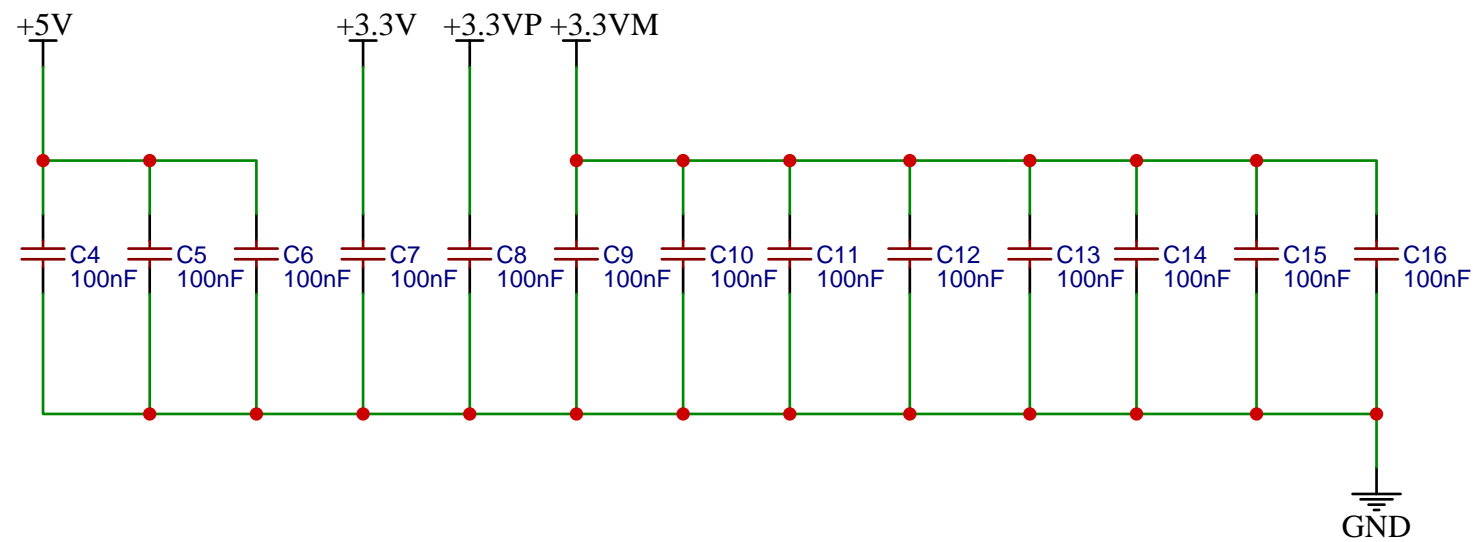 +5V
+3.3V
+3.3VP
+3.3VM
C4
100nF
C5
100nF
C6
100nF
C7
100nF
C8
100nF
C9
100nF
C10
100nF
C11
100nF
C12
100nF
C13
100nF
C14
100nF
C15
100nF
C16
100nF
GND